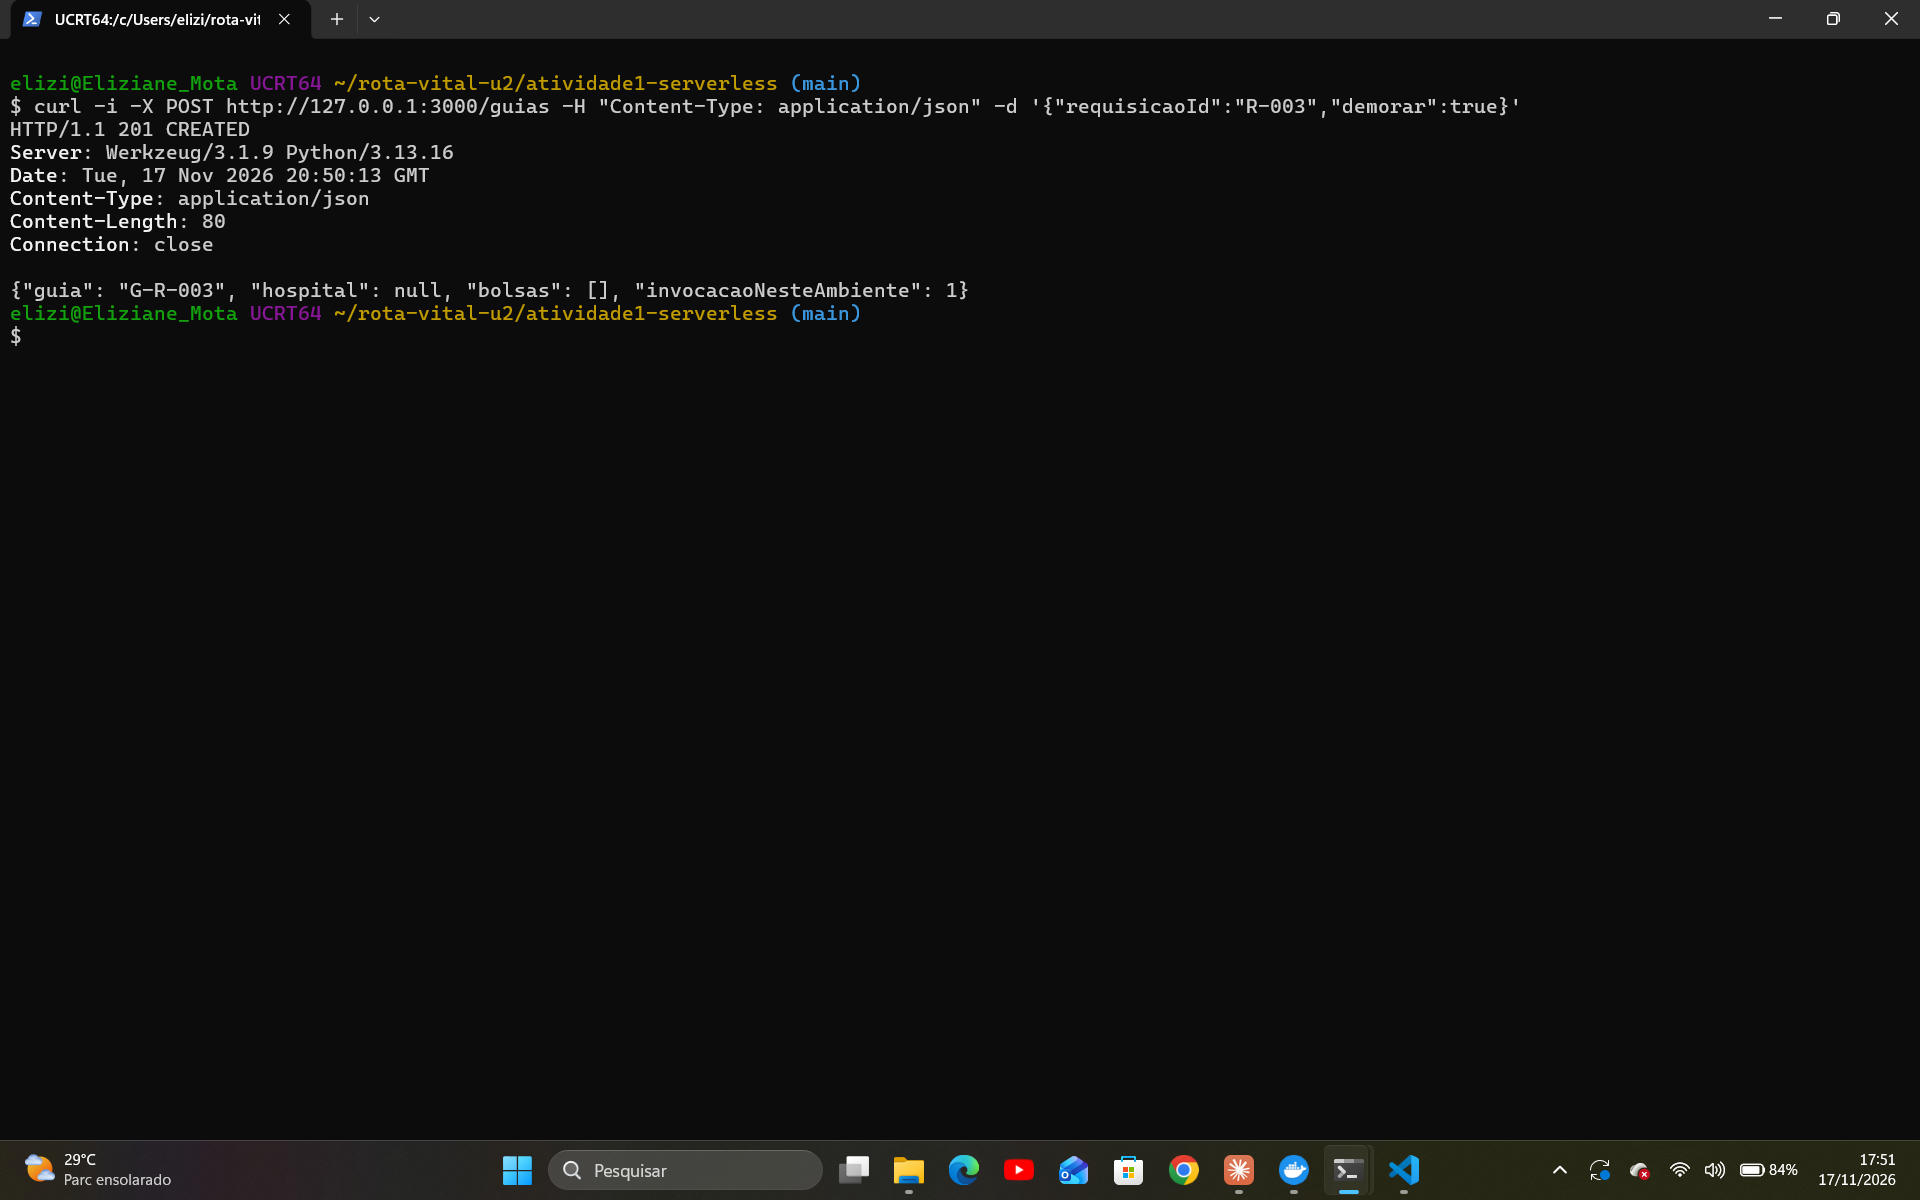 UCRT64:/c/Users/elizi/rota-vit
elizi@Eliziane_Mota UCRT64 ~/rota-vital-u2/atividade1-serverless (main)
$ curl -i -X POST http://127.0.0.1:3000/guias -H "Content-Type: application/json" -d '{"requisicaoId":"R-003","demorar":true}'
HTTP/1.1 201 CREATED
Server: Werkzeug/3.1.9 Python/3.13.16
Date: Tue, 17 Nov 2026 20:50:13 GMT
Content-Type: application/json
Content-Length: 80
Connection: close
{"guia": "G-R-003", "hospital": null, "bolsas": [], "invocacaoNesteAmbiente": 1}
elizi@Eliziane_Mota UCRT64 ~/rota-vital-u2/atividade1-serverless (main)
$
29°C
Parc ensolarado
Pesquisar
84%
17:51
17/11/2026